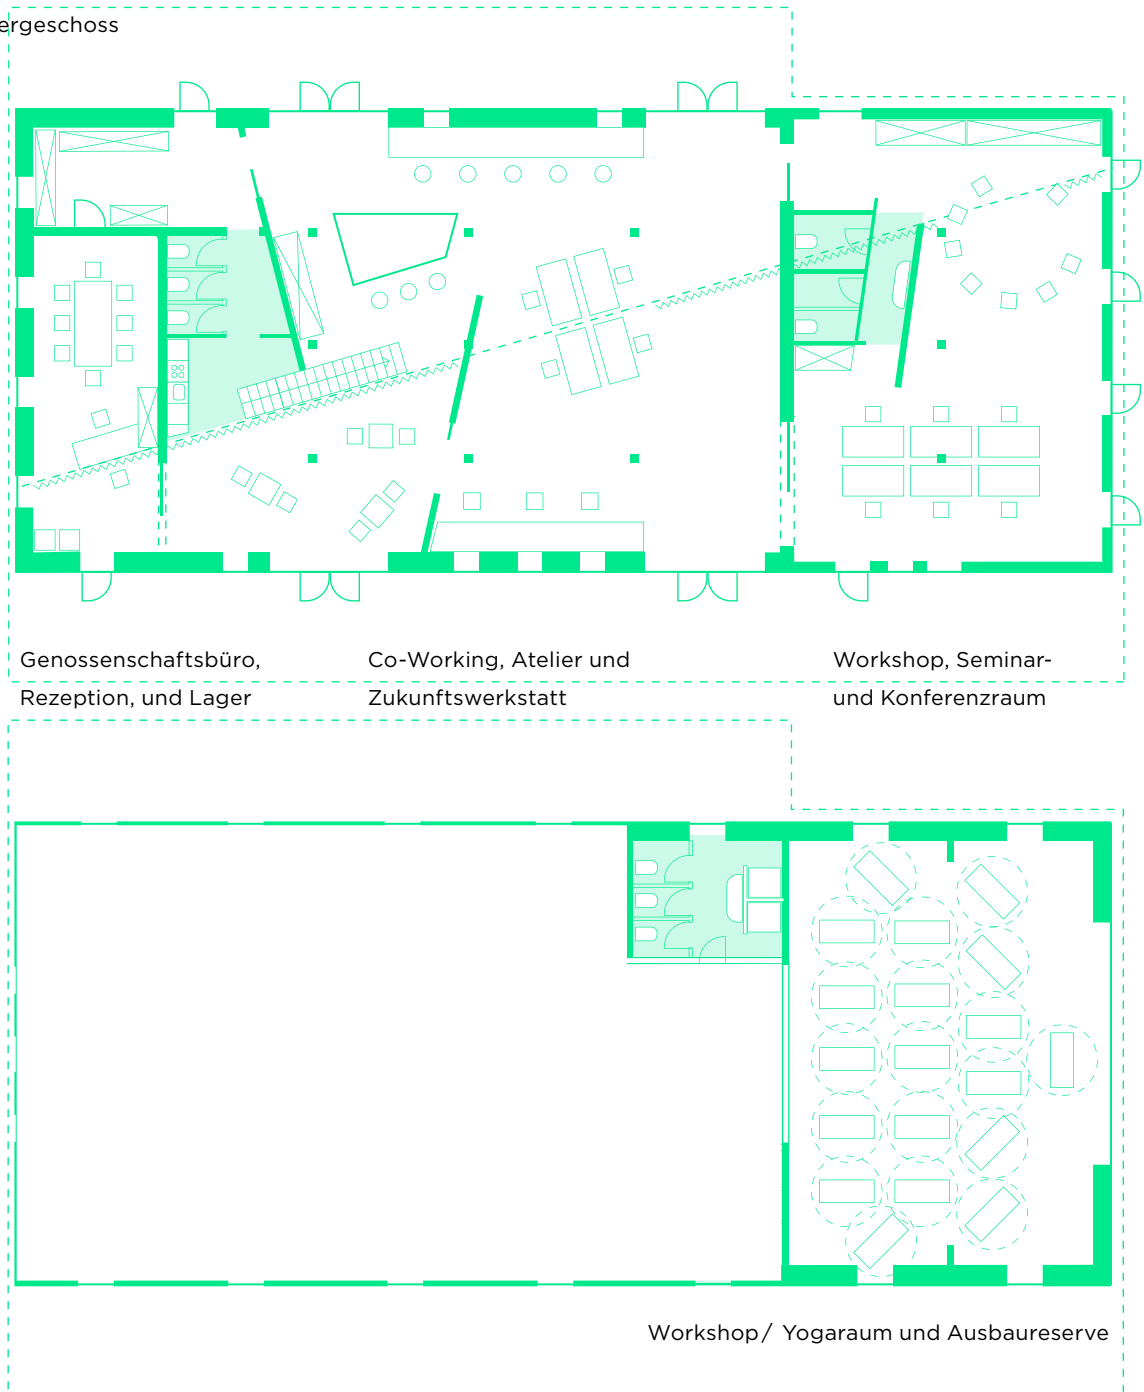 ergeschoss
Genossenschaftsbüro,
Rezeption, und Lager
Co-Working, Atelier und
Zukunftswerkstatt
Workshop, Seminar-
und Konferenzraum
Workshop / Yogaraum und Ausbaureserve